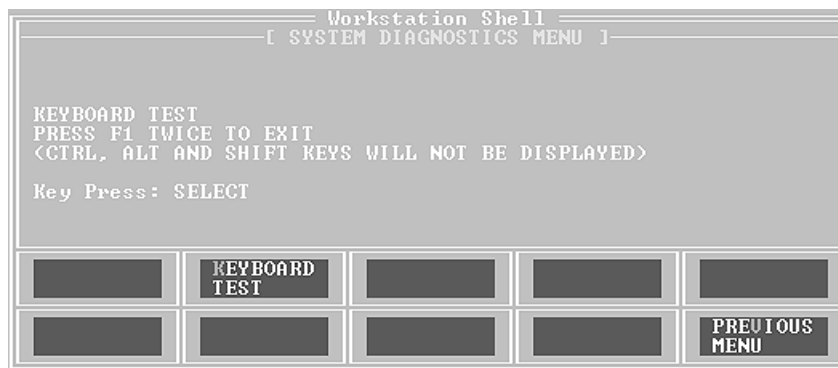 Workstation Shell
[ SYSTEM DIAGNOSTICS MENU ]
KEYBOARD TEST
PRESS F1 TWICE TO EXIT
(CTRL, ALT AND SHIFT KEYS WILL NOT BE DISPLAYED)
Key Press: SELECT
KEYBOARD
TEST
PREVIOUS
MENU